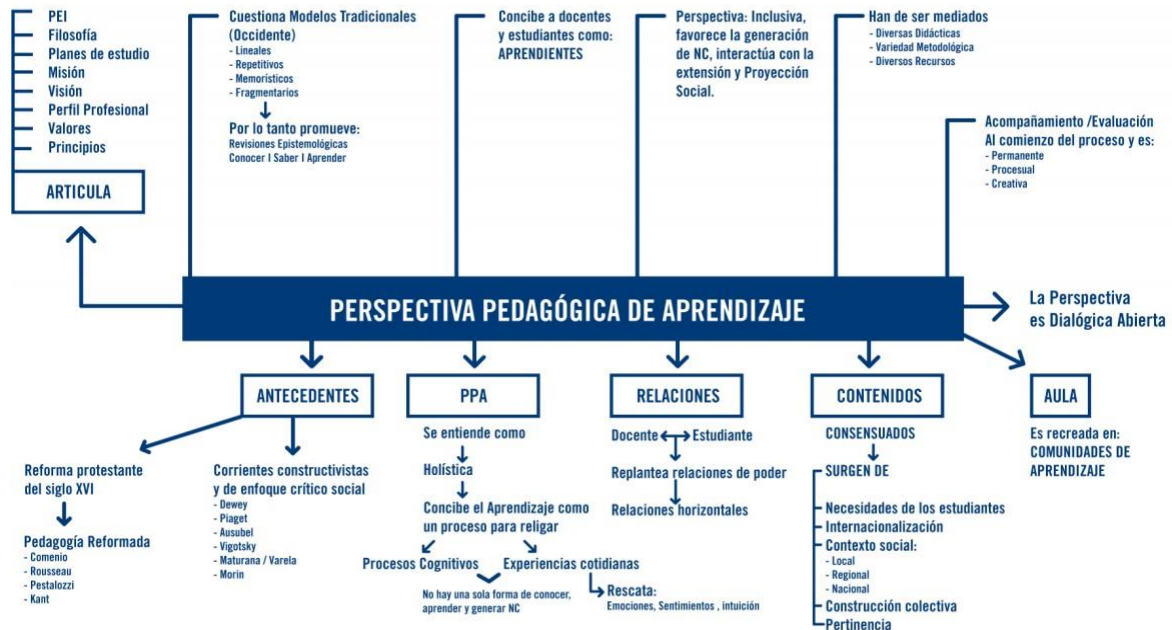 PEI
Filosofía
Planes de estudio
Misión
Visión
Perfil Profesional
Valores
Principios
ARTICULA
Cuestiona Modelos Tradicionales
(Occidente)
- Lineales
- Repetitivos
- Memorísticos
- Fragmentarios
Por lo tanto promueve:
Revisiones Epistemológicas
Conocer I Saber I Aprender
Concibe a docentes
y estudiantes como:
APRENDIENTES
Perspectiva: Inclusiva,
favorece la generación
de NC, interactúa con la
extensión y Proyección
Social.
Han de ser mediados
- Diversas Didácticas
- Variedad Metodológica
- Diversos Recursos
Acompañamiento /Evaluación
Al comienzo del proceso y es:
- Permanente
- Procesual
- Creativa
PERSPECTIVA PEDAGÓGICA DE APRENDIZAJE
La Perspectiva
es Dialógica Abierta
ANTECEDENTES
Reforma protestante
del siglo XVI
Pedagogía Reformada
- Comenio
- Rousseau
- Pestalozzi
- Kant
Corrientes constructivistas
y de enfoque crítico social
- Dewey
- Piaget
- Ausubel
- Vigotsky
- Maturana / Varela
- Morin
PPA
Se entiende como
Holística
Concibe el Aprendizaje como
un proceso para religar
Procesos Cognitivos
Experiencias cotidianas
No hay una sola forma de conocer,
aprender y generar NC
Rescata:
Emociones, Sentimientos , intuición
RELACIONES
Docente
Estudiante
Replantea relaciones de poder
Relaciones horizontales
CONTENIDOS
CONSENSUADOS
SURGEN DE
Necesidades de los estudiantes
Internacionalización
Contexto social:
- Local
- Regional
- Nacional
Construcción colectiva
Pertinencia
AULA
Es recreada en:
COMUNIDADES DE
APRENDIZAJE